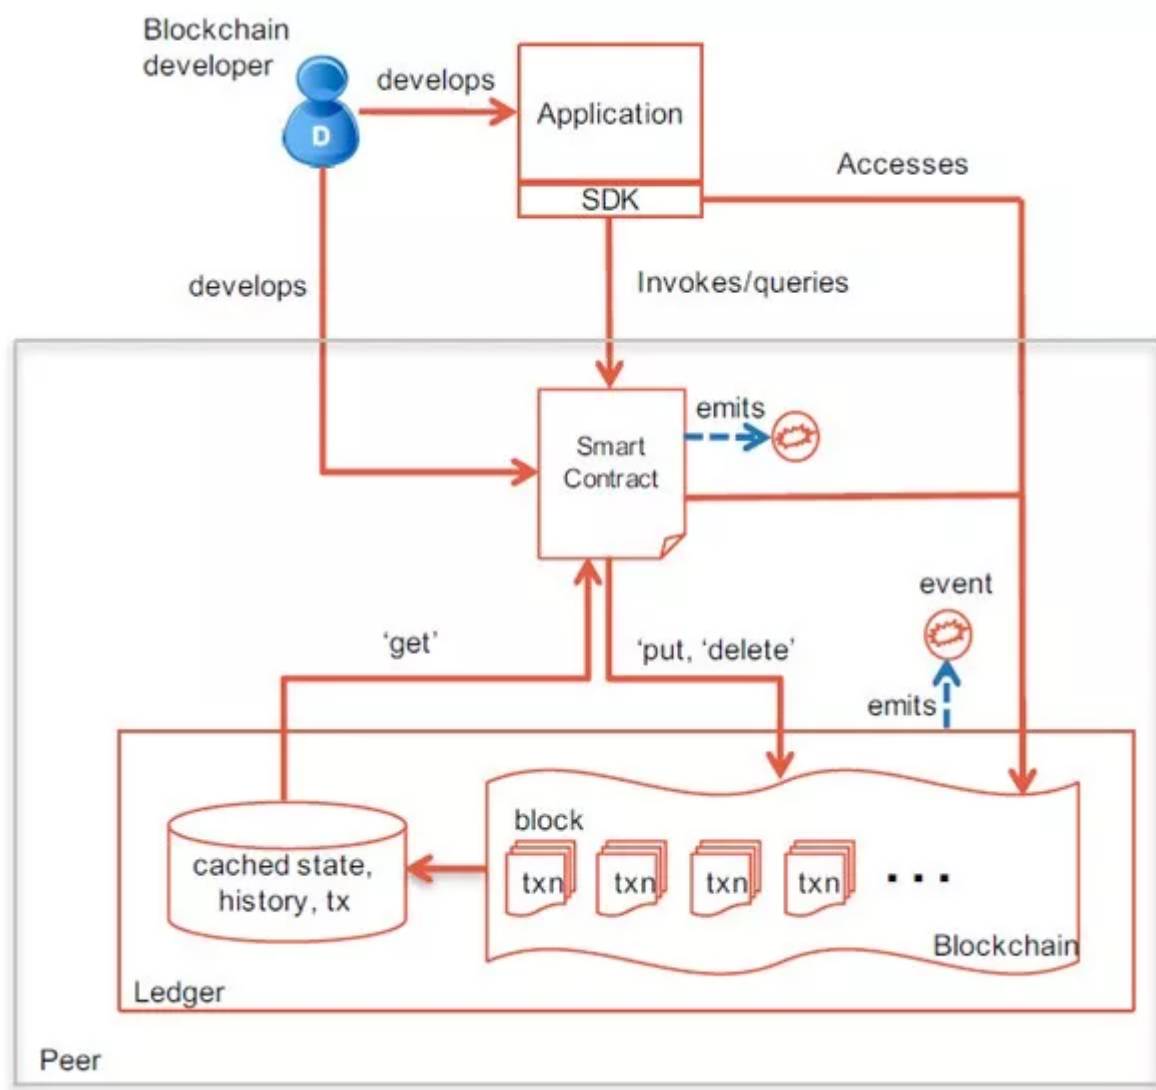 Blockchain
developer
develops
D
Application
SDK
Accesses
develops
Invokes/queries
emits
Smart
Contract
event
‘get’
‘put, ‘delete’
emits
block
cached state,
history, tx
txn
txn
txn
txn
...
Blockchain
Ledger
Peer